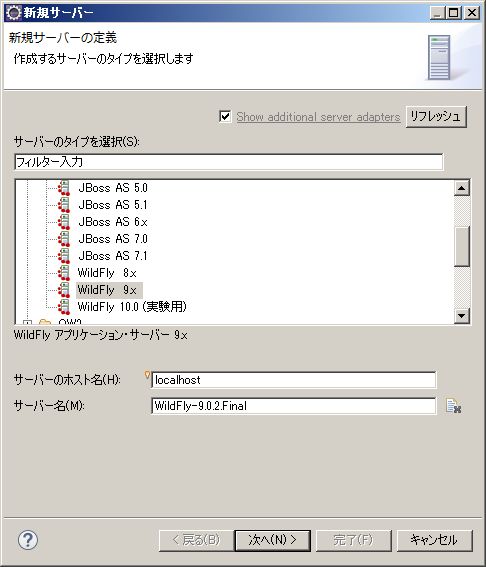 新規サーバー
新規サーバーの定義
作成するサーバーのタイプを選択します
Show additional server adapters
リフレッシュ
サーバーのタイプを選択(S):
フィルター入力
JBoss AS 5.0
JBoss AS 5.1
JBoss AS 6.x
JBoss AS 7.0
JBoss AS 7.1
WildFly 8.x
WildFly 9.x
WildFly 10.0 (実験用)
OW2
WildFly アプリケーション・サーバー 9.x
サーバーのホスト名(H):
localhost
サーバー名(M):
WildFly-9.0.2.Final
?
< 戻る(B)
次へ(N) >
完了(F)
キャンセル